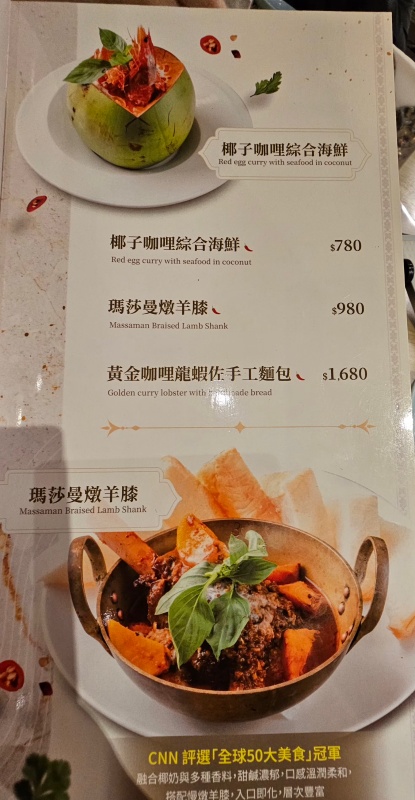 椰子咖哩綜合海鮮
Red egg curry with seafood in coconut
椰子咖哩綜合海鮮 $780
Red egg curry with seafood in coconut
瑪莎曼燉羊膝 $980
Massaman Braised Lamb Shank
黃金咖哩龍蝦佐手工麵包 $1,680
Golden curry lobster with handmade bread
瑪莎曼燉羊膝
Massaman Braised Lamb Shank
CNN 評選「全球50大美食」冠軍
融合椰奶與多種香料,甜鹹濃郁,口感溫潤柔和,
搭配慢燉羊膝,入口即化,層次豐富